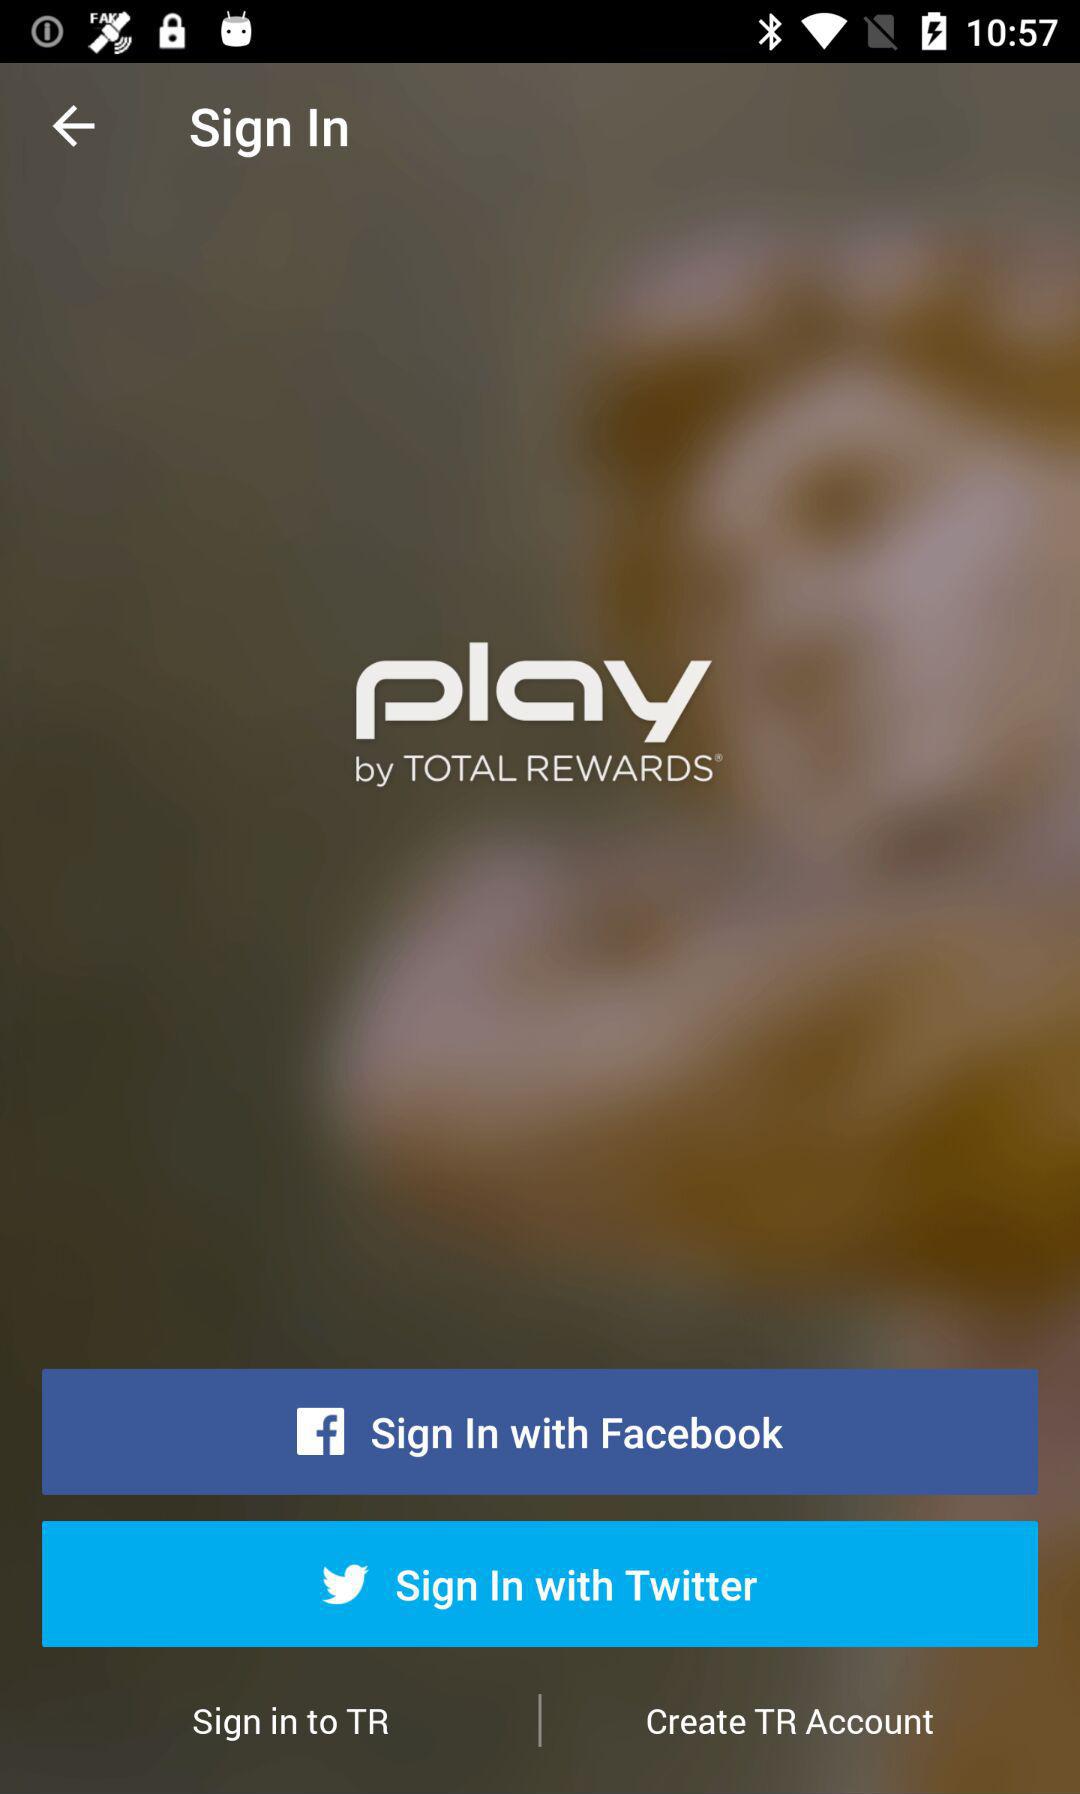 FAKE
10:57
Sign In
play
by TOTAL REWARDS®
Sign In with Facebook
Sign In with Twitter
Sign in to TR
Create TR Account